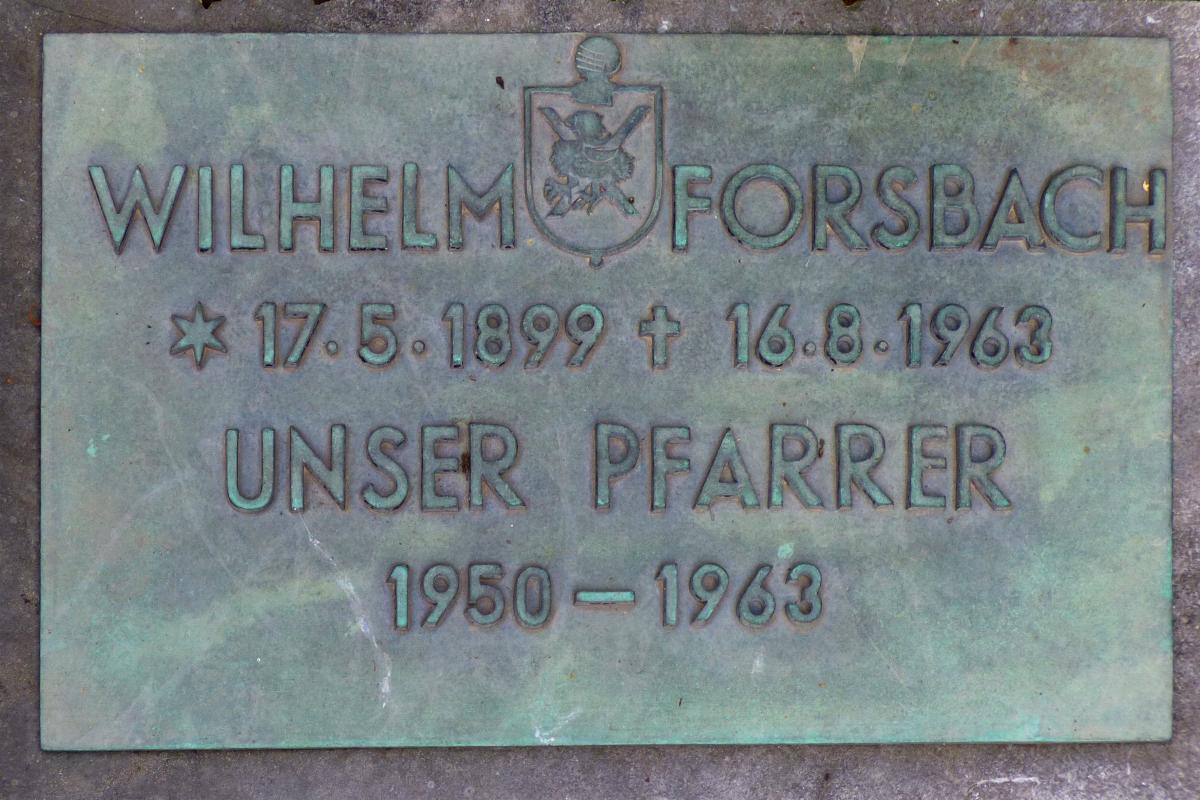 WILHELM FORSBACH
* 17.5.1899 † 16.8.1963
UNSER PFARRER
1950 – 1963